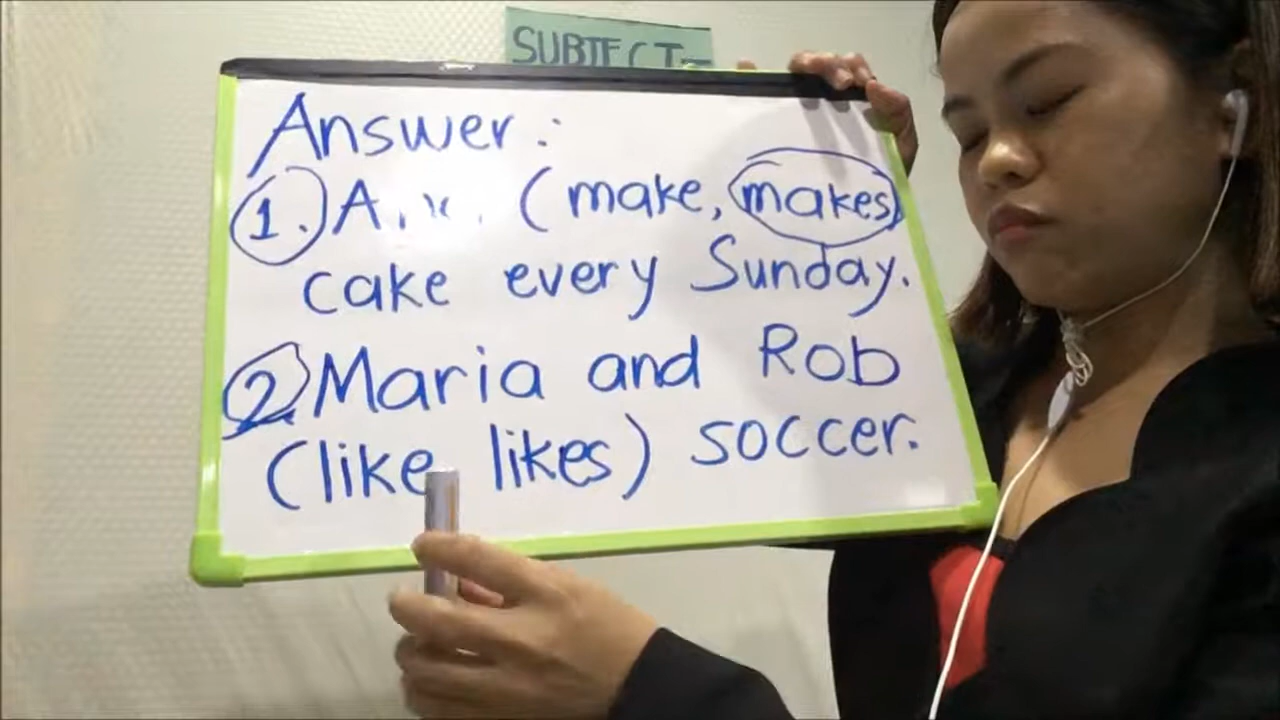 SUBJECT
Answer:
1. A. (make, makes)
cake every Sunday.
2. Maria and Rob
(like likes) soccer.